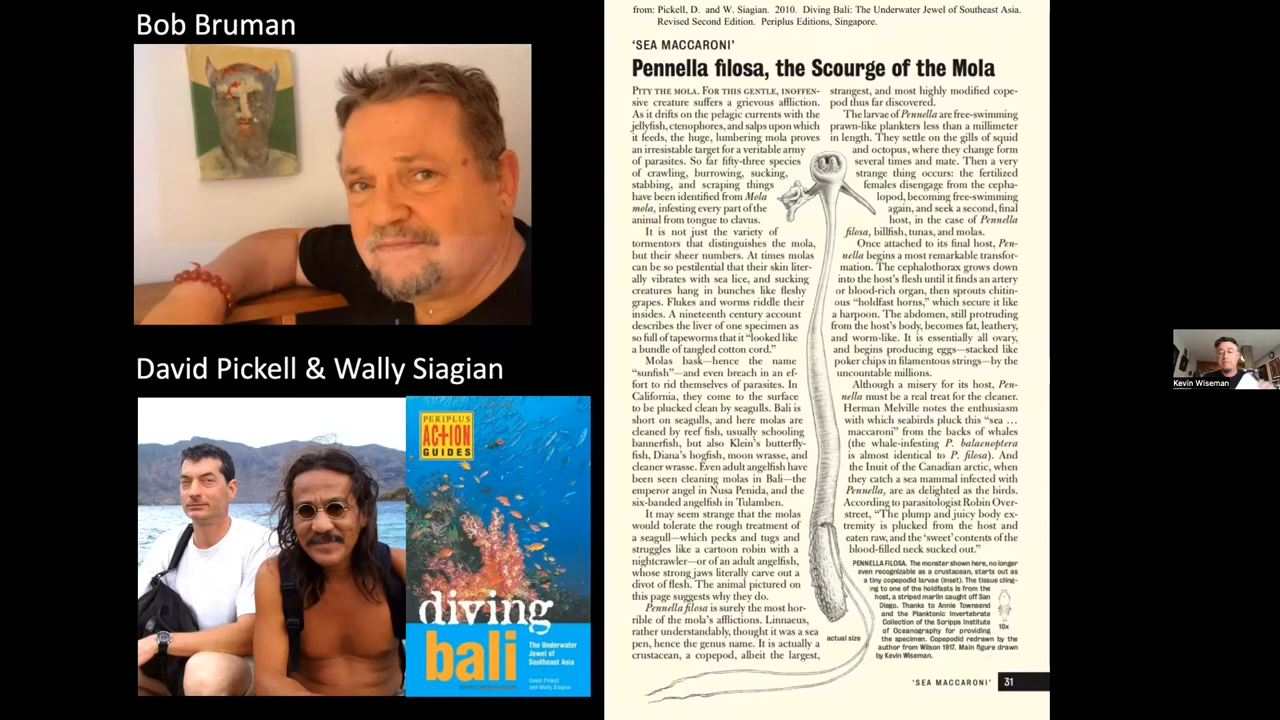 Bob Bruman
David Pickell & Wally Siagian
PERIPLUS
ACTION
GUIDES
diving
bali
The Underwater
Jewel of
Southeast Asia
David Pickell
and Wally Siagian
from: Pickell, D. and W. Siagian. 2010. Diving Bali: The Underwater Jewel of Southeast Asia.
Revised Second Edition. Periplus Editions, Singapore.
‘SEA MACCARONI’
Pennella filosa, the Scourge of the Mola
PITY THE MOLA. FOR THIS GENTLE, INOFFEN-
sive creature suffers a grievous affliction.
As it drifts on the pelagic currents with the
jellyfish, ctenophores, and salps upon which
it feeds, the huge, lumbering mola proves
an irresistable target for a veritable army
of parasites. So far fifty-three species
of crawling, burrowing, sucking,
stabbing, and scraping things
have been identified from Mola
mola, infesting every part of the
animal from tongue to clavus.
It is not just the variety of
tormentors that distinguishes the mola,
but their sheer numbers. At times molas
can be so pestilential that their skin liter-
ally vibrates with sea lice, and sucking
creatures hang in bunches like fleshy
grapes. Flukes and worms riddle their
insides. A nineteenth century account
describes the liver of one specimen as
so full of tapeworms that it “looked like
a bundle of tangled cotton cord.”
Molas bask—hence the name
“sunfish”—and even breach in an ef-
fort to rid themselves of parasites. In
California, they come to the surface
to be plucked clean by seagulls. Bali is
short on seagulls, and here molas are
cleaned by reef fish, usually schooling
bannerfish, but also Klein’s butterfly-
fish, Diana’s hogfish, moon wrasse, and
cleaner wrasse. Even adult angelfish have
been seen cleaning molas in Bali—the
emperor angel in Nusa Penida, and the
six-banded angelfish in Tulamben.
It may seem strange that the molas
would tolerate the rough treatment of
a seagull—which pecks and tugs and
struggles like a cartoon robin with a
nightcrawler—or of an adult angelfish,
whose strong jaws literally carve out a
divot of flesh. The animal pictured on
this page suggests why they do.
Pennella filosa is surely the most hor-
rible of the mola’s afflictions. Linnaeus,
rather understandably, thought it was a sea
pen, hence the genus name. It is actually a
crustacean, a copepod, albeit the largest,
strangest, and most highly modified cope-
pod thus far discovered.
The larvae of Pennella are free-swimming
prawn-like plankters less than a millimeter
in length. They settle on the gills of squid
and octopus, where they change form
several times and mate. Then a very
strange thing occurs: the fertilized
females disengage from the cepha-
lopod, becoming free-swimming
again, and seek a second, final
host, in the case of Pennella
filosa, billfish, tunas, and molas.
Once attached to its final host, Pen-
nella begins a most remarkable transfor-
mation. The cephalothorax grows down
into the host’s flesh until it finds an artery
or blood-rich organ, then sprouts chitin-
ous “holdfast horns,” which secure it like
a harpoon. The abdomen, still protruding
from the host’s body, becomes fat, leathery,
and worm-like. It is essentially all ovary,
and begins producing eggs—stacked like
poker chips in filamentous strings—by the
uncountable millions.
Although a misery for its host, Pen-
nella must be a real treat for the cleaner.
Herman Melville notes the enthusiasm
with which seabirds pluck this “sea ...
maccaroni” from the backs of whales
(the whale-infesting P. balaenoptera
is almost identical to P. filosa). And
the Inuit of the Canadian arctic, when
they catch a sea mammal infected with
Pennella, are as delighted as the birds.
According to parasitologist Robin Over-
street, “The plump and juicy body ex-
tremity is plucked from the host and
eaten raw, and the ‘sweet’ contents of the
blood-filled neck sucked out.”
PENNELLA FILOSA. The monster shown here, no longer
even recognizable as a crustacean, starts out as
a tiny copepodid larvae (inset). The tissue cling-
ing to one of the holdfasts is from the
host, a striped marlin caught off San
Diego. Thanks to Annie Townsend
and the Planktonic Invertebrate
Collection of the Scripps Institute
of Oceanography for providing
the specimen. Copepodid redrawn by the
author from Wilson 1917. Main figure drawn
by Kevin Wiseman.
10x
actual size
‘SEA MACCARONI’ 31
Kevin Wiseman